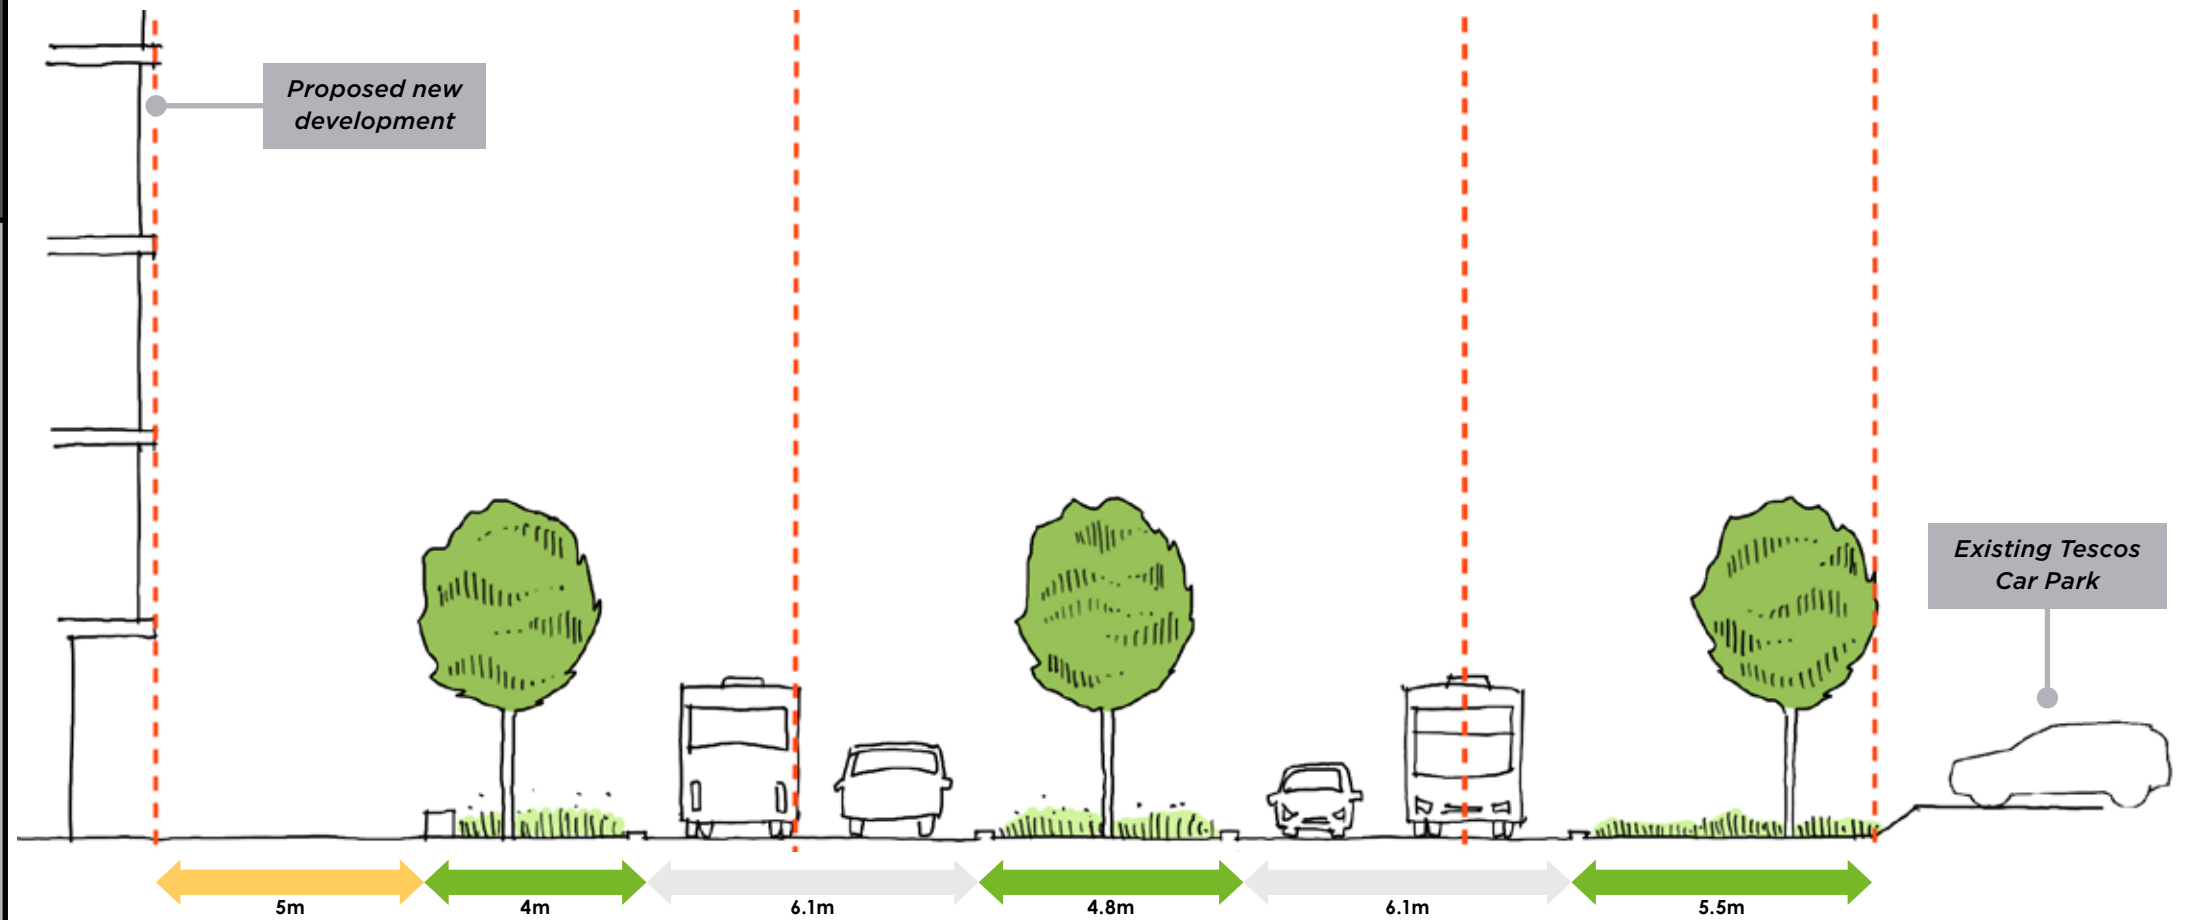 Proposed new
development
Existing Tescos
Car Park
5m
4m
6.1m
4.8m
6.1m
5.5m